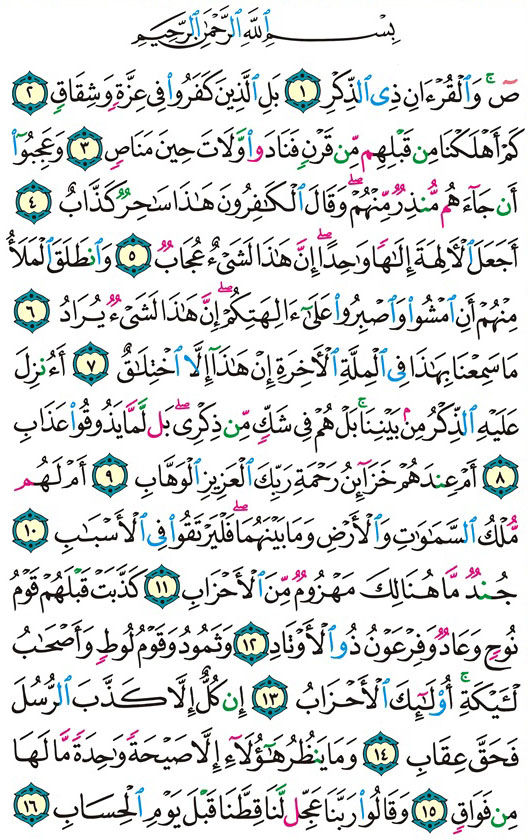 بِسْمِ ٱللَّهِ ٱلرَّحْمَٰنِ ٱلرَّحِيمِ
صٓ ۚ وَٱلْقُرْءَانِ ذِى ٱلذِّكْرِ ١ بَلِ ٱلَّذِينَ كَفَرُوا۟ فِى عِزَّةٍ وَشِقَاقٍ ٢
كَمْ أَهْلَكْنَا مِن قَبْلِهِم مِّن قَرْنٍ فَنَادَوا۟ وَّلَاتَ حِينَ مَنَاصٍ ٣ وَعَجِبُوٓا۟
أَن جَآءَهُم مُّنذِرٌ مِّنْهُمْ ۖ وَقَالَ ٱلْكَٰفِرُونَ هَٰذَا سَٰحِرٌ كَذَّابٌ ٤
أَجَعَلَ ٱلْءَالِهَةَ إِلَٰهًا وَٰحِدًا ۖ إِنَّ هَٰذَا لَشَىْءٌ عُجَابٌ ٥ وَٱنطَلَقَ ٱلْمَلَأُ
مِنْهُمْ أَنِ ٱمْشُوا۟ وَٱصْبِرُوا۟ عَلَىٰٓ ءَالِهَتِكُمْ ۖ إِنَّ هَٰذَا لَشَىْءٌ يُرَادُ ٦
مَا سَمِعْنَا بِهَٰذَا فِى ٱلْمِلَّةِ ٱلْءَاخِرَةِ إِنْ هَٰذَآ إِلَّا ٱخْتِلَٰقٌ ٧ أَءُنزِلَ
عَلَيْهِ ٱلذِّكْرُ مِنۢ بَيْنِنَا ۚ بَلْ هُمْ فِى شَكٍّ مِّن ذِكْرِى ۖ بَل لَّمَّا يَذُوقُوا۟ عَذَابِ
٨ أَمْ عِندَهُمْ خَزَآئِنُ رَحْمَةِ رَبِّكَ ٱلْعَزِيزِ ٱلْوَهَّابِ ٩ أَمْ لَهُم
مُّلْكُ ٱلسَّمَٰوَٰتِ وَٱلْأَرْضِ وَمَا بَيْنَهُمَا ۖ فَلْيَرْتَقُوا۟ فِى ٱلْأَسْبَٰبِ ١٠
جُندٌ مَّا هُنَالِكَ مَهْزُومٌ مِّنَ ٱلْأَحْزَابِ ١١ كَذَّبَتْ قَبْلَهُمْ قَوْمُ
نُوحٍ وَعَادٌ وَفِرْعَوْنُ ذُو ٱلْأَوْتَادِ ١٢ وَثَمُودُ وَقَوْمُ لُوطٍ وَأَصْحَٰبُ
لْـَٔيْكَةِ ۚ أُو۟لَٰٓئِكَ ٱلْأَحْزَابُ ١٣ إِن كُلٌّ إِلَّا كَذَّبَ ٱلرُّسُلَ
فَحَقَّ عِقَابِ ١٤ وَمَا يَنظُرُ هَٰٓؤُلَآءِ إِلَّا صَيْحَةً وَٰحِدَةً مَّا لَهَا
مِن فَوَاقٍ ١٥ وَقَالُوا۟ رَبَّنَا عَجِّل لَّنَا قِطَّنَا قَبْلَ يَوْمِ ٱلْحِسَابِ ١٦